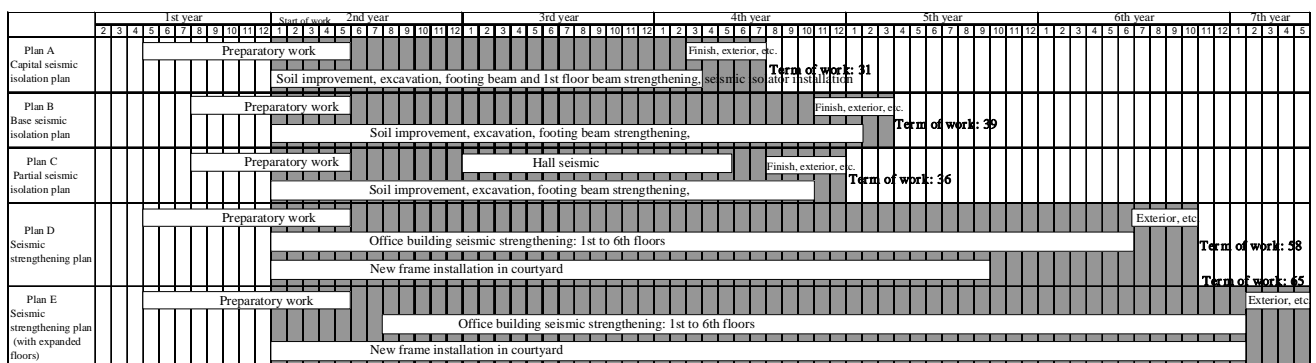 1st year Start of work 2nd year 3rd year 4th year 5th year 6th year 7th year
2 3 4 5 6 7 8 9 10 11 12 1 2 3 4 5 6 7 8 9 10 11 12 1 2 3 4 5 6 7 8 9 10 11 12 1 2 3 4 5 6 7 8 9 10 11 12 1 2 3 4 5 6 7 8 9 10 11 12 1 2 3 4 5 6 7 8 9 10 11 12 1 2 3 4 5
Plan A
Capital seismic
isolation plan
Preparatory work
Finish, exterior, etc.
Term of work: 31
Soil improvement, excavation, footing beam and 1st floor beam strengthening, seismic isolator installation
Plan B
Base seismic
isolation plan
Preparatory work
Finish, exterior, etc.
Term of work: 39
Soil improvement, excavation, footing beam strengthening,
Plan C
Partial seismic
isolation plan
Preparatory work
Hall seismic
Finish, exterior, etc.
Term of work: 36
Soil improvement, excavation, footing beam strengthening,
Plan D
Seismic
strengthening plan
Preparatory work
Exterior, etc.
Office building seismic strengthening: 1st to 6th floors
Term of work: 58
New frame installation in courtyard
Term of work: 65
Plan E
Seismic
strengthening plan
(with expanded
floors)
Preparatory work
Exterior, etc
Office building seismic strengthening: 1st to 6th floors
New frame installation in courtyard